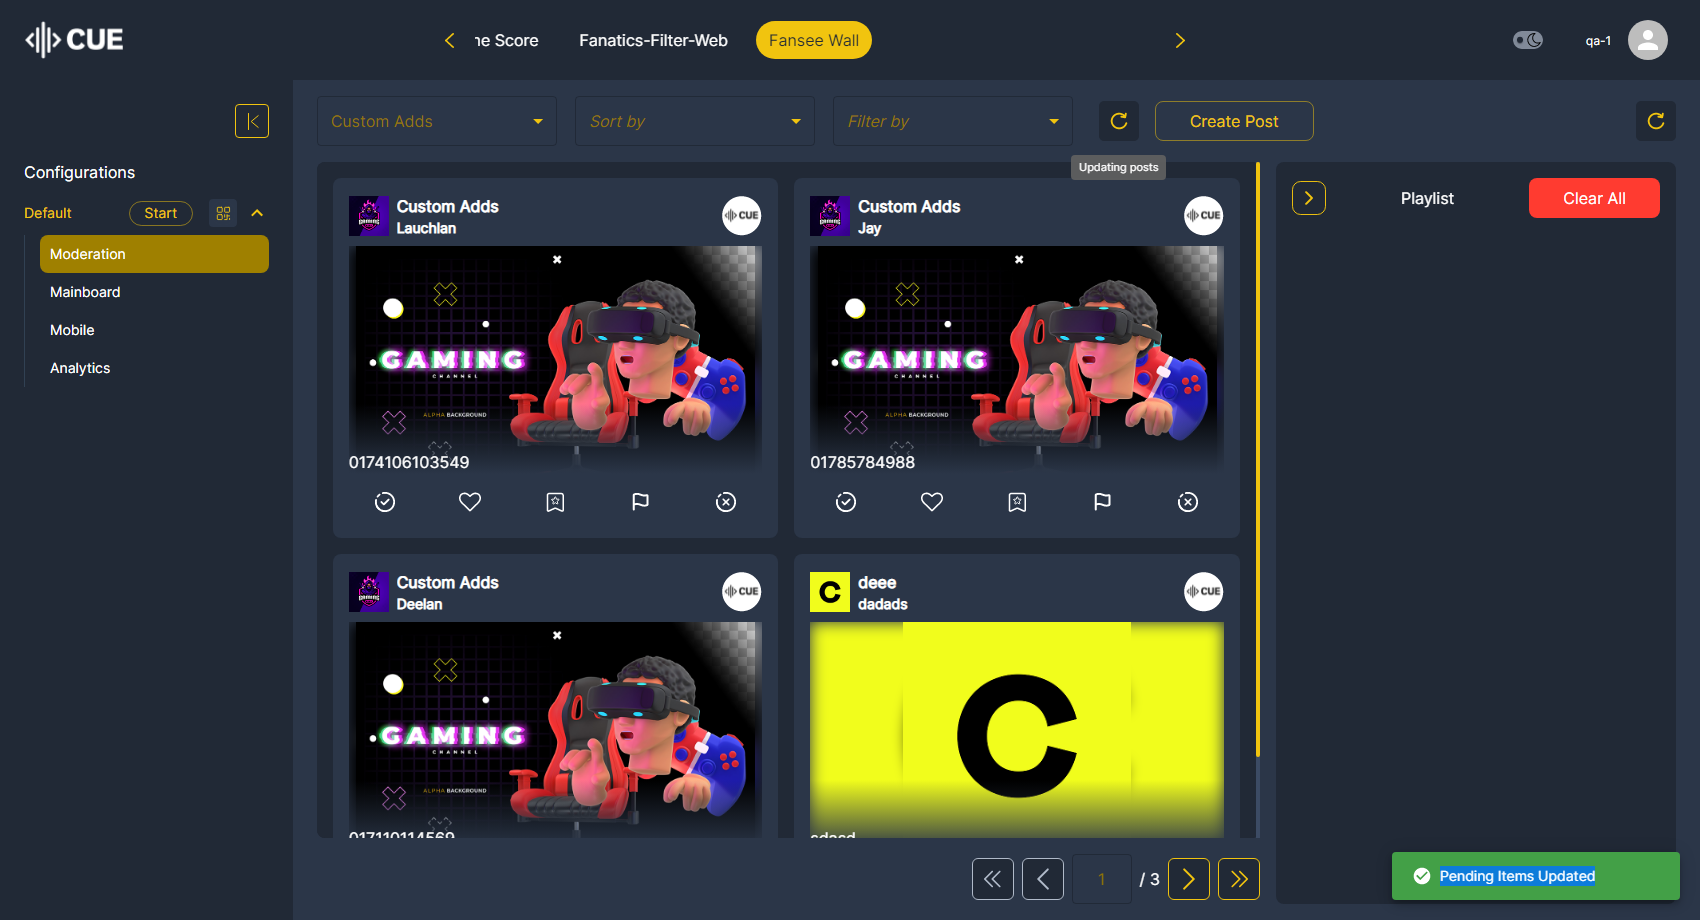 CUE
ne Score
Fanatics-Filter-Web
Fansee Wall
qa-1
Custom Adds
Sort by
Filter by
Create Post
Updating posts
Configurations
Default
Start
Moderation
Mainboard
Mobile
Analytics
Custom Adds
Lauchlan
CUE
GAMING
CHANNEL
ALPHA BACKGROUND
0174106103549
Custom Adds
Jay
CUE
GAMING
CHANNEL
ALPHA BACKGROUND
01785784988
Custom Adds
Deelan
CUE
GAMING
CHANNEL
ALPHA BACKGROUND
017110114569
C
deee
dadads
CUE
C
sdasd
1
/ 3
Playlist
Clear All
Pending Items Updated